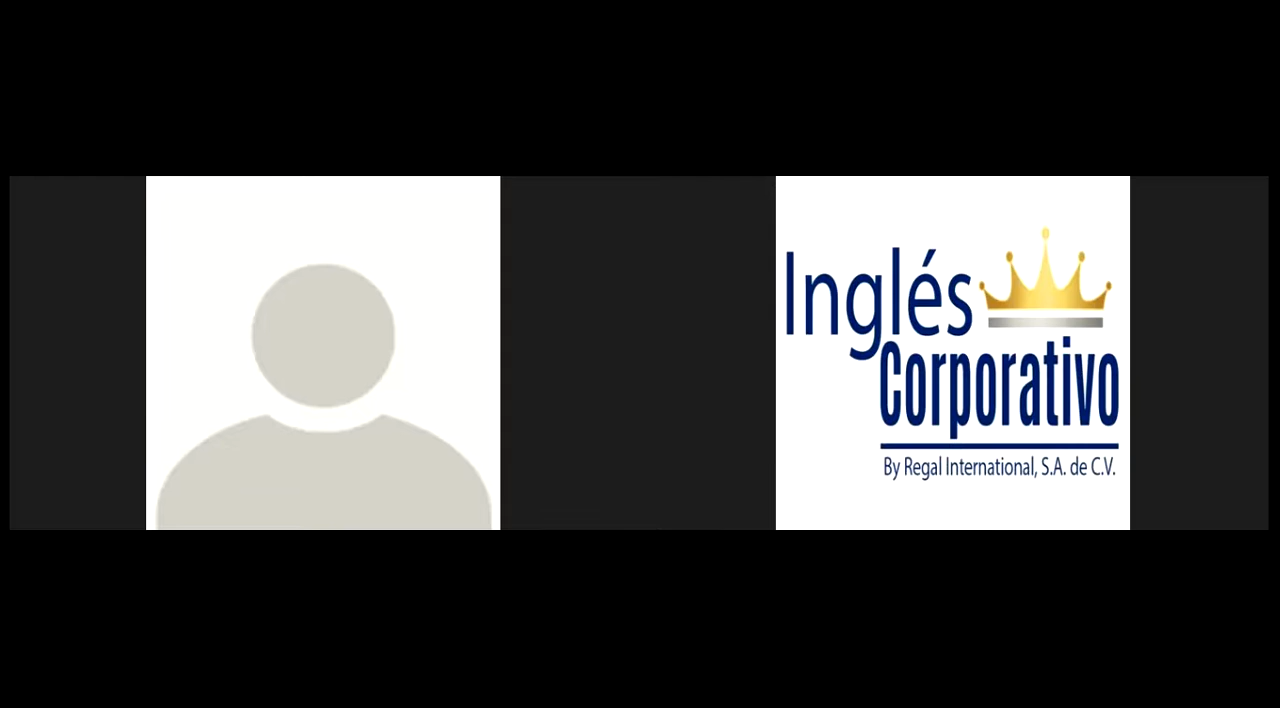 Inglés
Corporativo
By Regal International, S.A. de C.V.